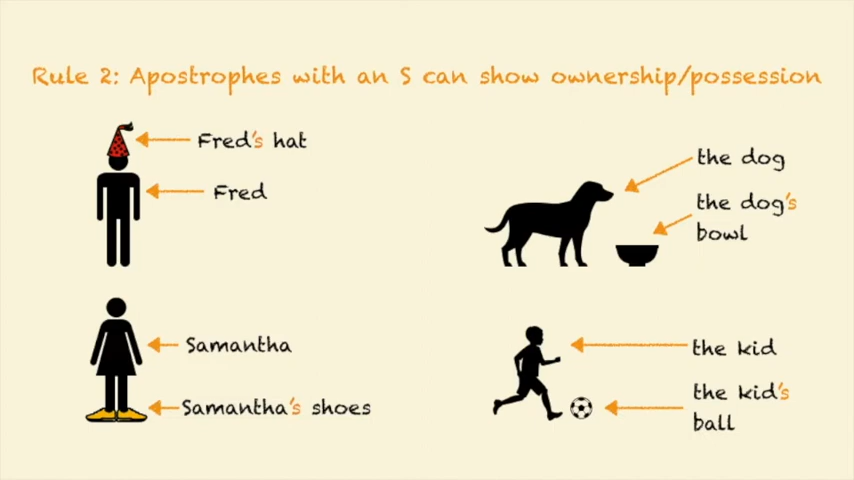 Rule 2: Apostrophes with an S can show ownership/possession
Fred's hat
Fred
the dog
the dog's
bowl
Samantha
Samantha's shoes
the kid
the kid's
ball